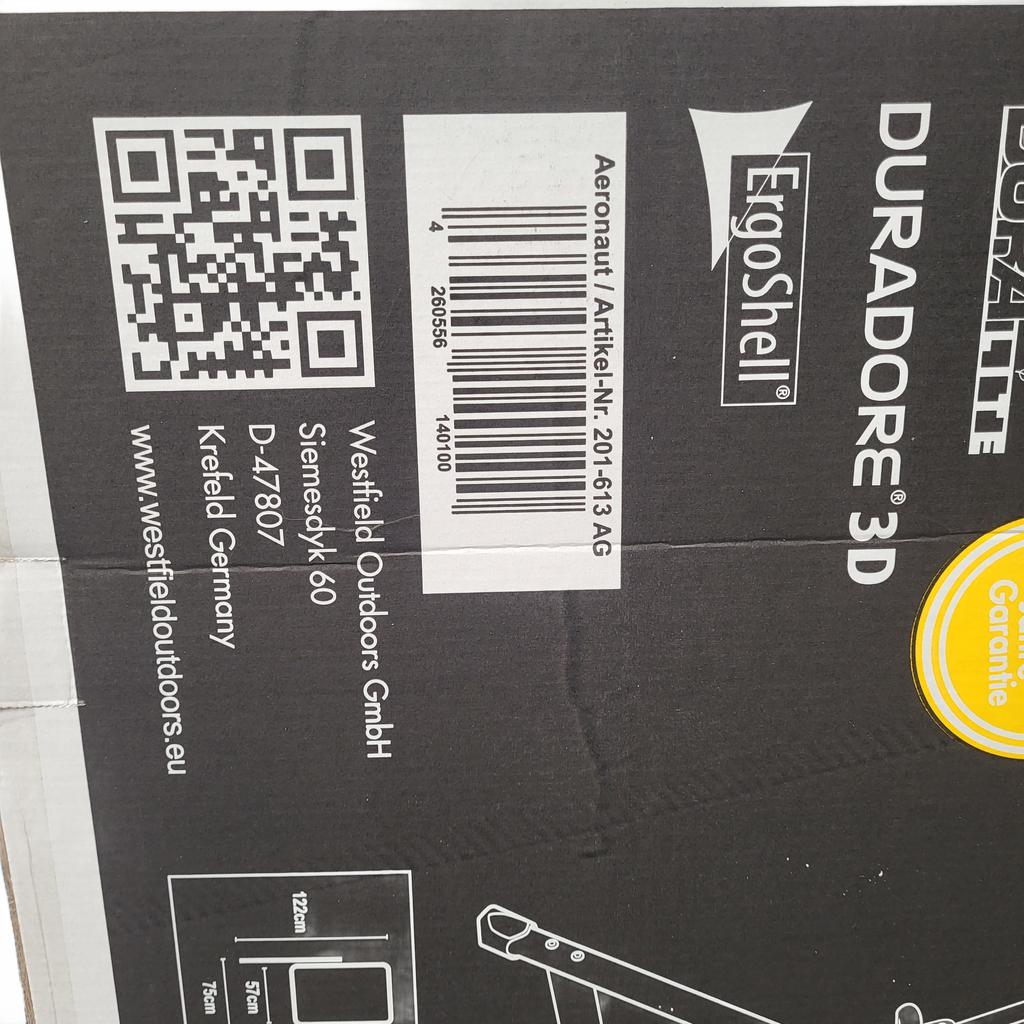 DURALITE
DURADORE® 3D
Garantie
ErgoShell®
Aeronaut / Artikel-Nr. 201-613 AG
4 260556 140100
Westfield Outdoors GmbH
Siemesdyk 60
D-47807
Krefeld Germany
www.westfieldoutdoors.eu
122cm
57cm
75cm